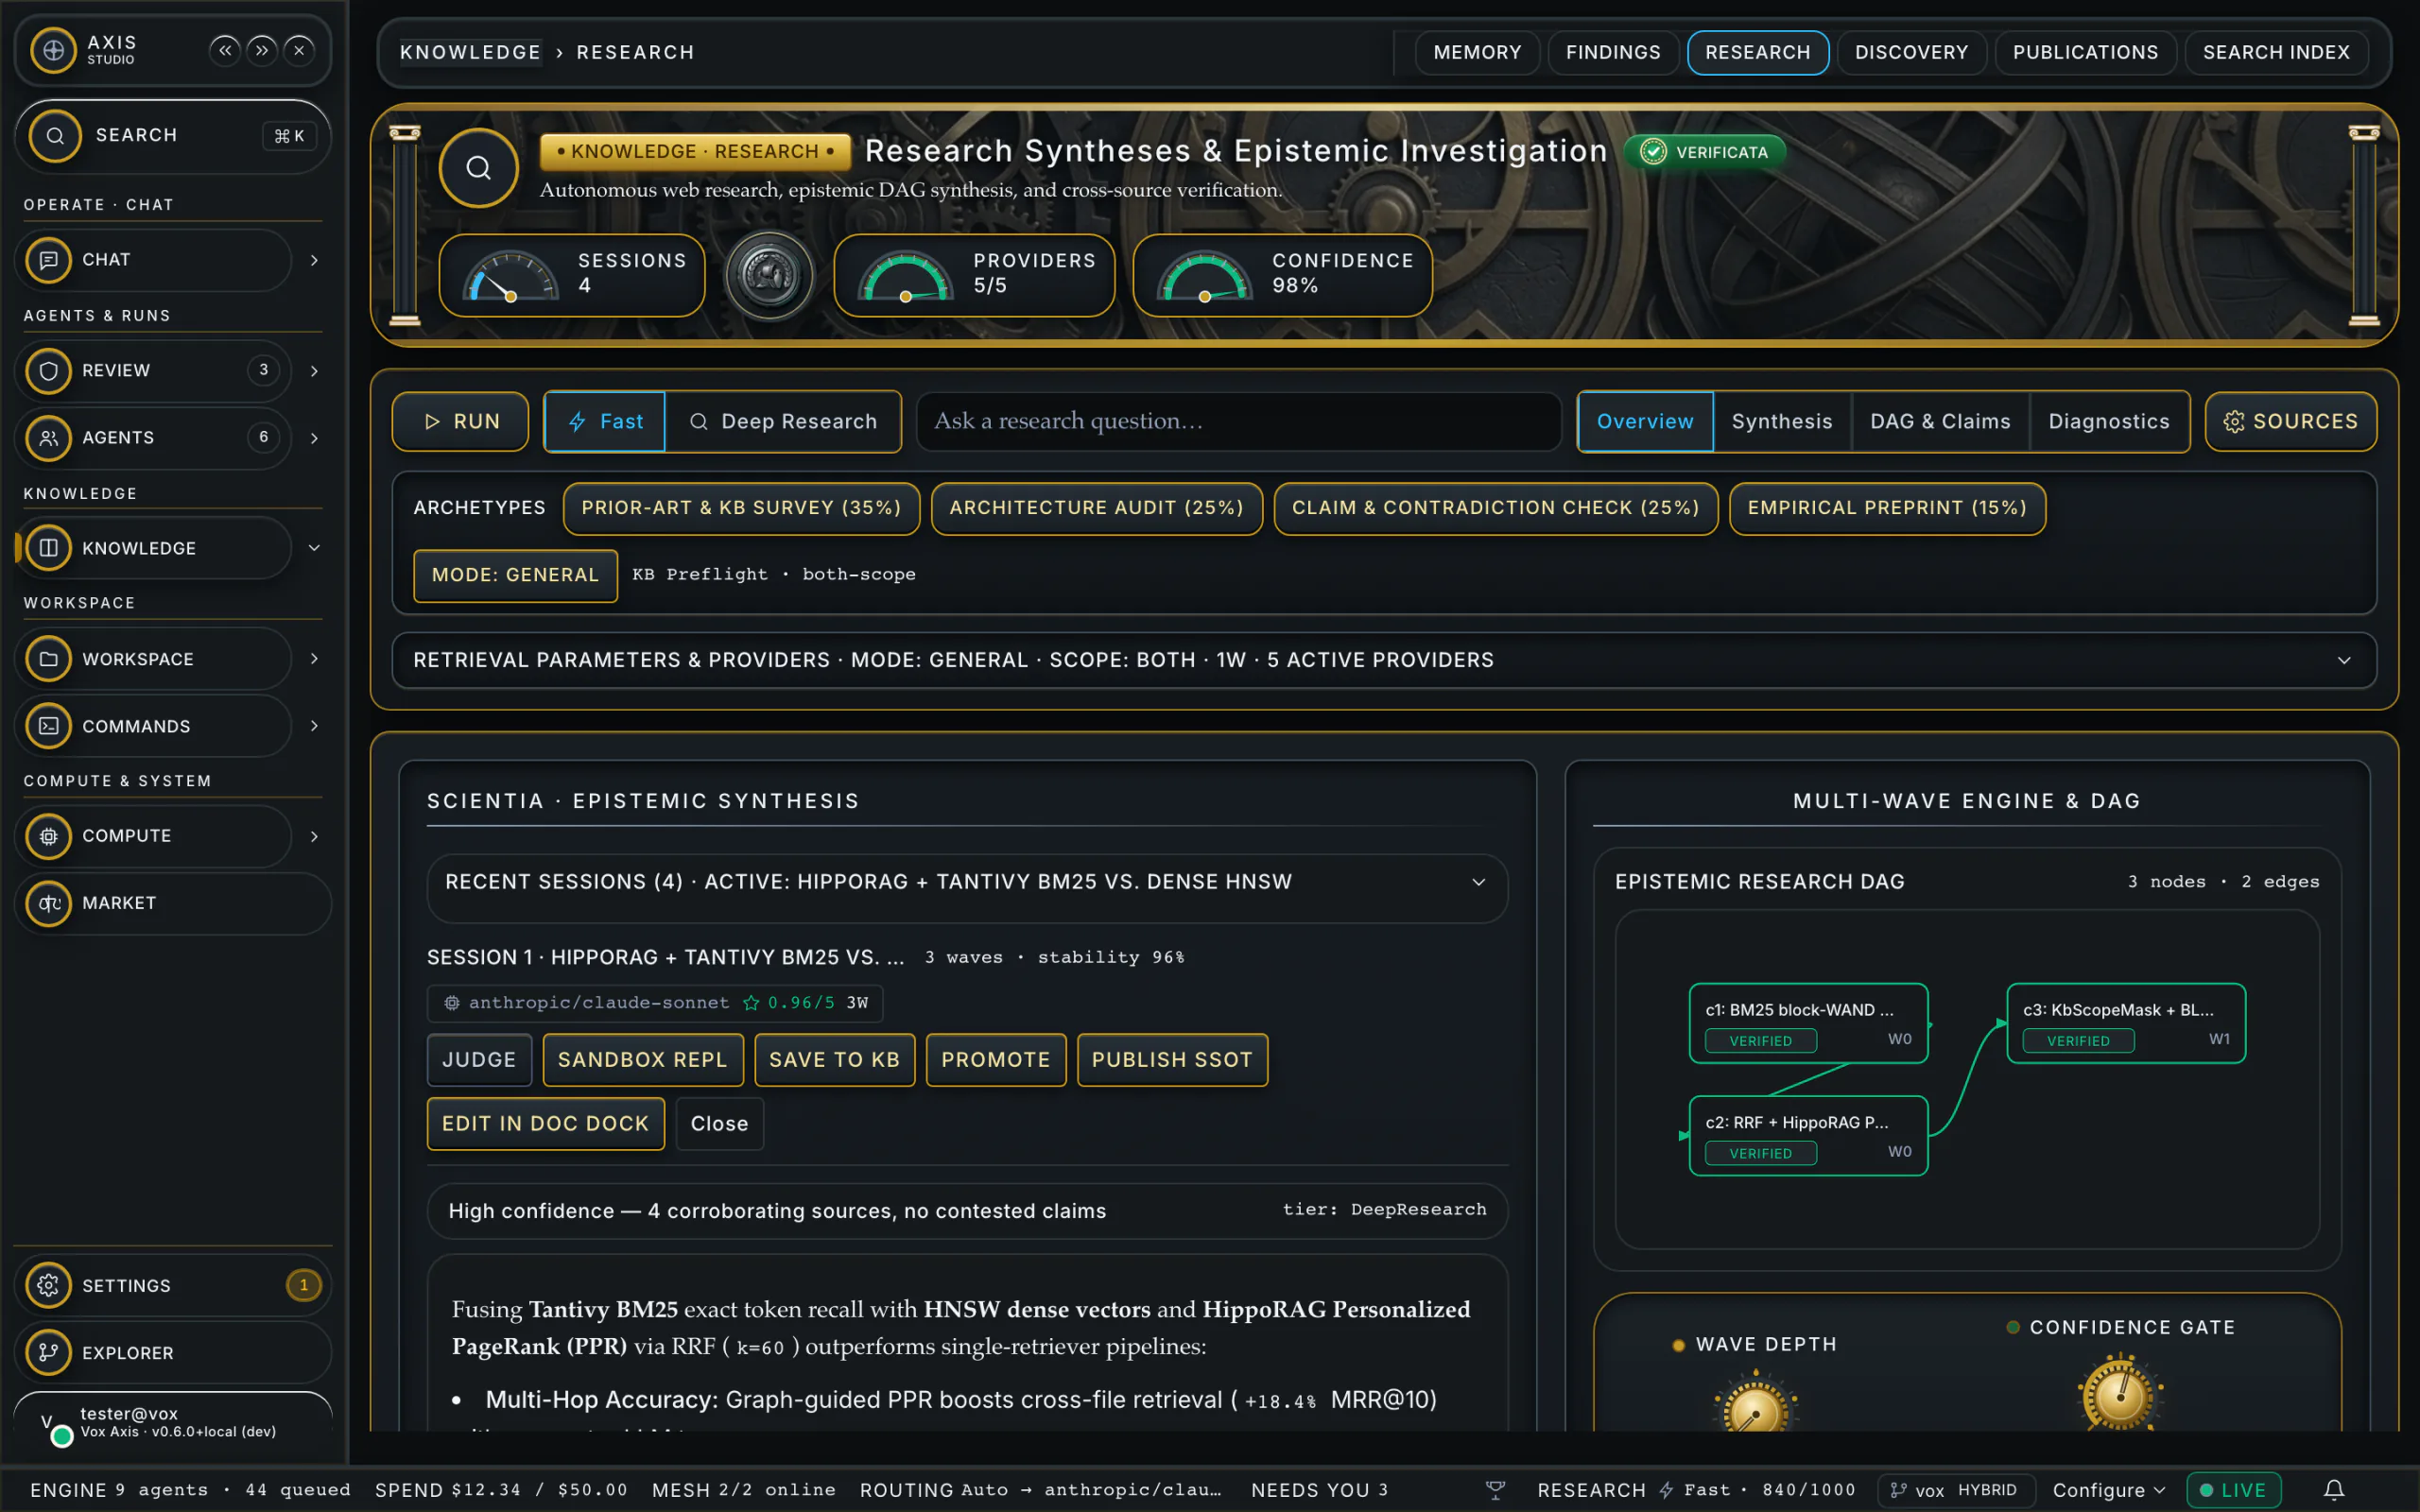 AXIS
STUDIO
SEARCH
⌘ K
OPERATE · CHAT
CHAT
AGENTS & RUNS
REVIEW 3
AGENTS 6
KNOWLEDGE
KNOWLEDGE
WORKSPACE
WORKSPACE
COMMANDS
COMPUTE & SYSTEM
COMPUTE
MARKET
SETTINGS 1
EXPLORER
V
tester@vox
Vox Axis · v0.6.0+local (dev)
KNOWLEDGE › RESEARCH
MEMORY FINDINGS RESEARCH DISCOVERY PUBLICATIONS SEARCH INDEX
• KNOWLEDGE · RESEARCH • Research Syntheses & Epistemic Investigation VERIFICATA
Autonomous web research, epistemic DAG synthesis, and cross-source verification.
SESSIONS
4
PROVIDERS
5/5
CONFIDENCE
98%
RUN Fast Deep Research Ask a research question… Overview Synthesis DAG & Claims Diagnostics SOURCES
ARCHETYPES PRIOR-ART & KB SURVEY (35%) ARCHITECTURE AUDIT (25%) CLAIM & CONTRADICTION CHECK (25%) EMPIRICAL PREPRINT (15%)
MODE: GENERAL KB Preflight · both-scope
RETRIEVAL PARAMETERS & PROVIDERS · MODE: GENERAL · SCOPE: BOTH · 1W · 5 ACTIVE PROVIDERS
SCIENTIA · EPISTEMIC SYNTHESIS
RECENT SESSIONS (4) · ACTIVE: HIPPORAG + TANTIVY BM25 VS. DENSE HNSW
SESSION 1 · HIPPORAG + TANTIVY BM25 VS. … 3 waves · stability 96%
anthropic/claude-sonnet 0.96/5 3W
JUDGE SANDBOX REPL SAVE TO KB PROMOTE PUBLISH SSOT
EDIT IN DOC DOCK Close
High confidence — 4 corroborating sources, no contested claims tier: DeepResearch
Fusing Tantivy BM25 exact token recall with HNSW dense vectors and HippoRAG Personalized
PageRank (PPR) via RRF ( k=60 ) outperforms single-retriever pipelines:
• Multi-Hop Accuracy: Graph-guided PPR boosts cross-file retrieval ( +18.4% MRR@10)
MULTI-WAVE ENGINE & DAG
EPISTEMIC RESEARCH DAG 3 nodes · 2 edges
c1: BM25 block-WAND …
VERIFIED W0
c3: KbScopeMask + BL…
VERIFIED W1
c2: RRF + HippoRAG P…
VERIFIED W0
WAVE DEPTH
CONFIDENCE GATE
ENGINE 9 agents · 44 queued SPEND $12.34 / $50.00 MESH 2/2 online ROUTING Auto → anthropic/clau… NEEDS YOU 3 RESEARCH Fast · 840/1000 vox HYBRID Configure LIVE